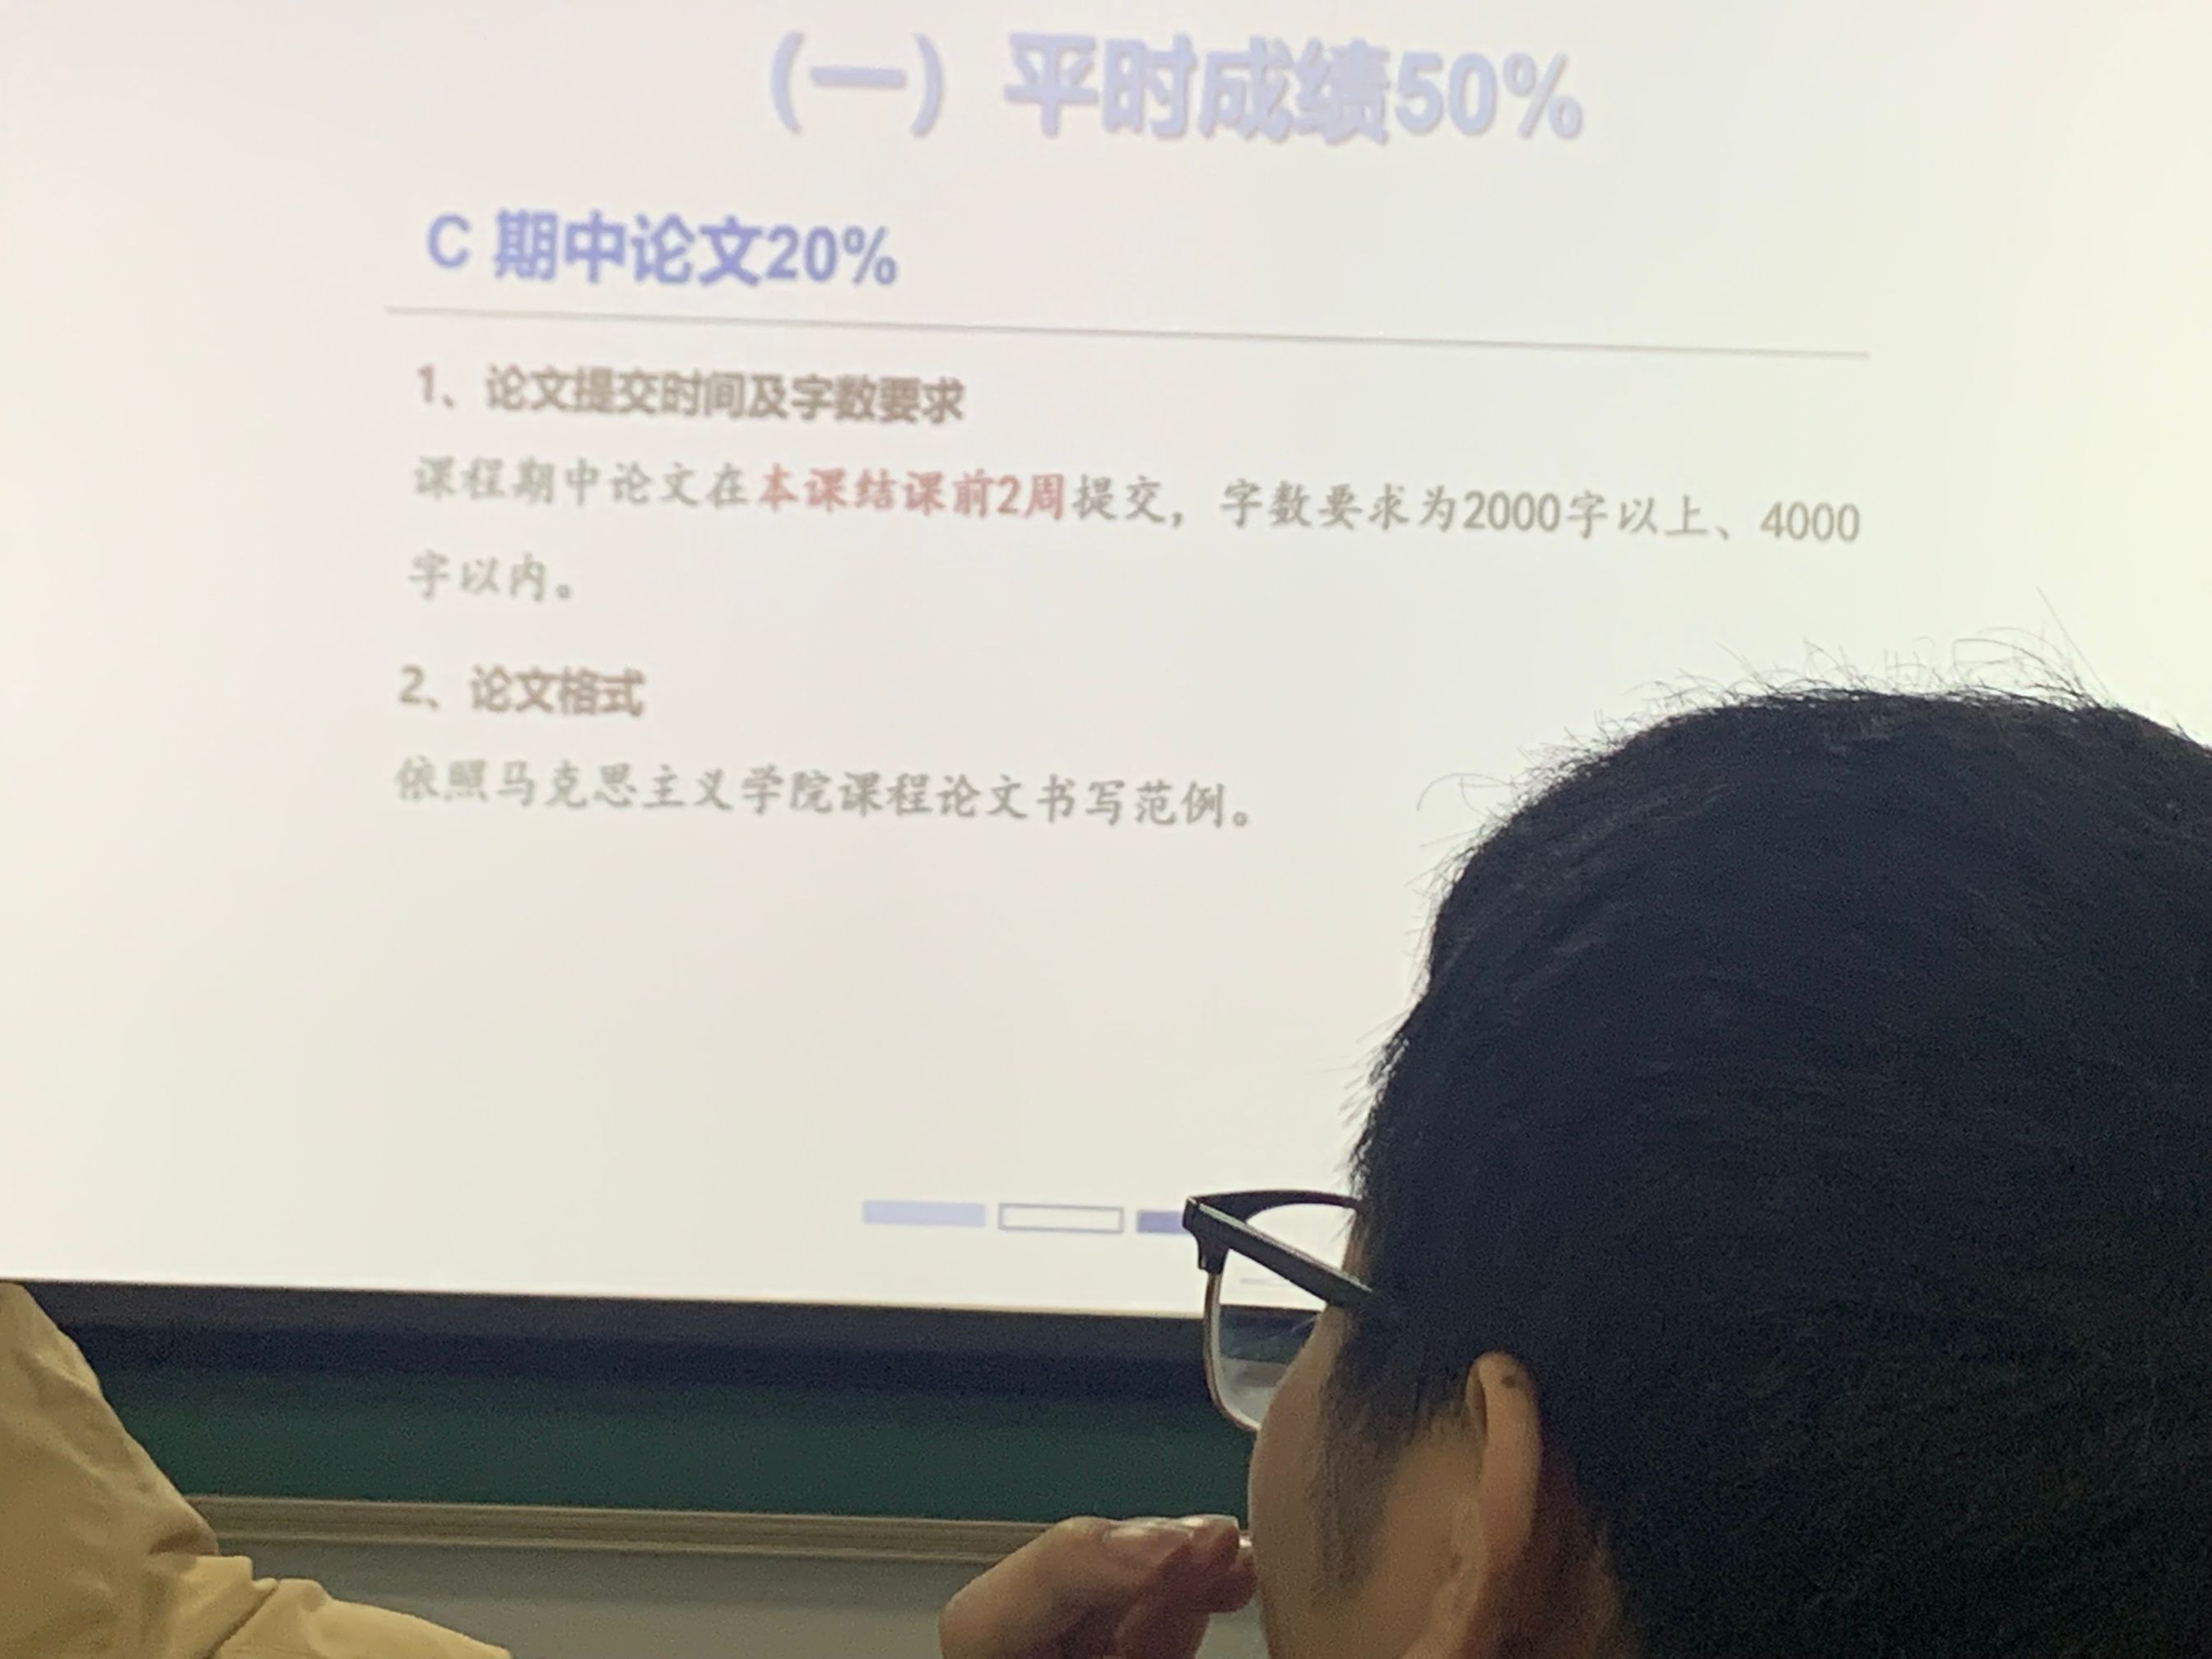 （一）平时成绩50%
C 期中论文20%
1、论文提交时间及字数要求
课程期中论文在本课结课前2周提交，字数要求为2000字以上、4000
字以内。
2、论文格式
依照马克思主义学院课程论文书写范例。